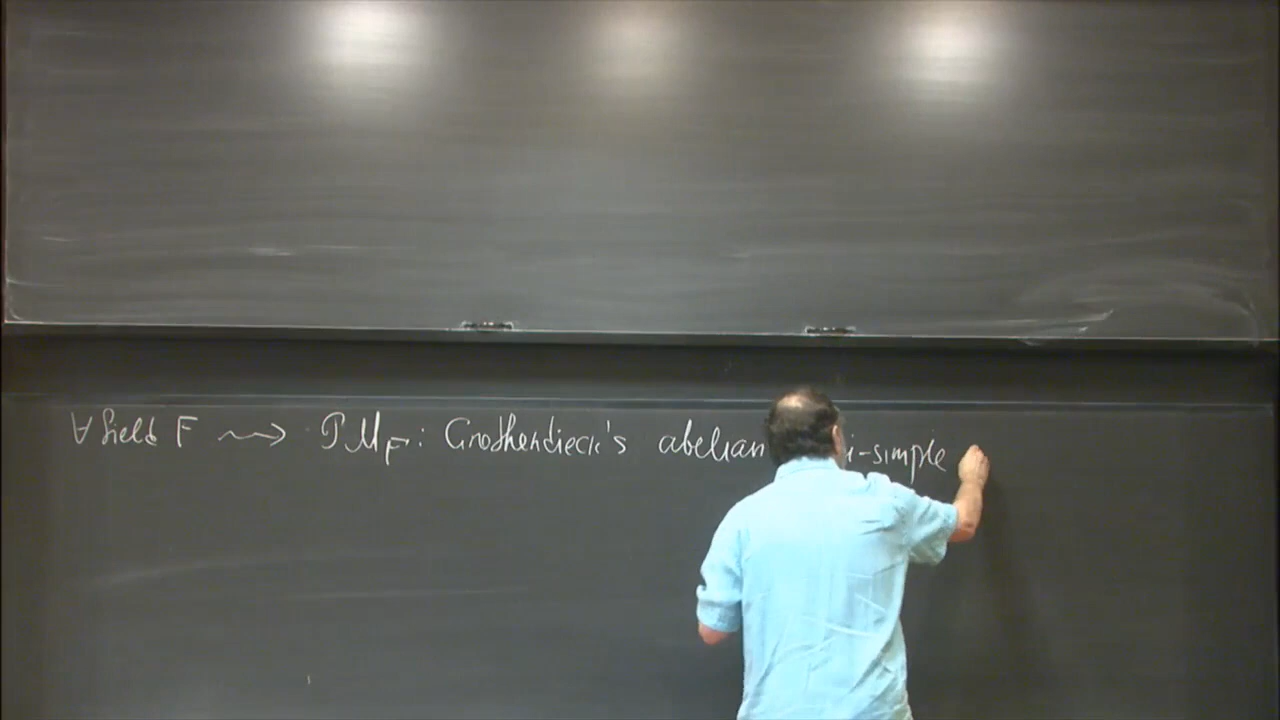 ∀ field F ⇝ PM_F : Grothendieck's abelian i-simple